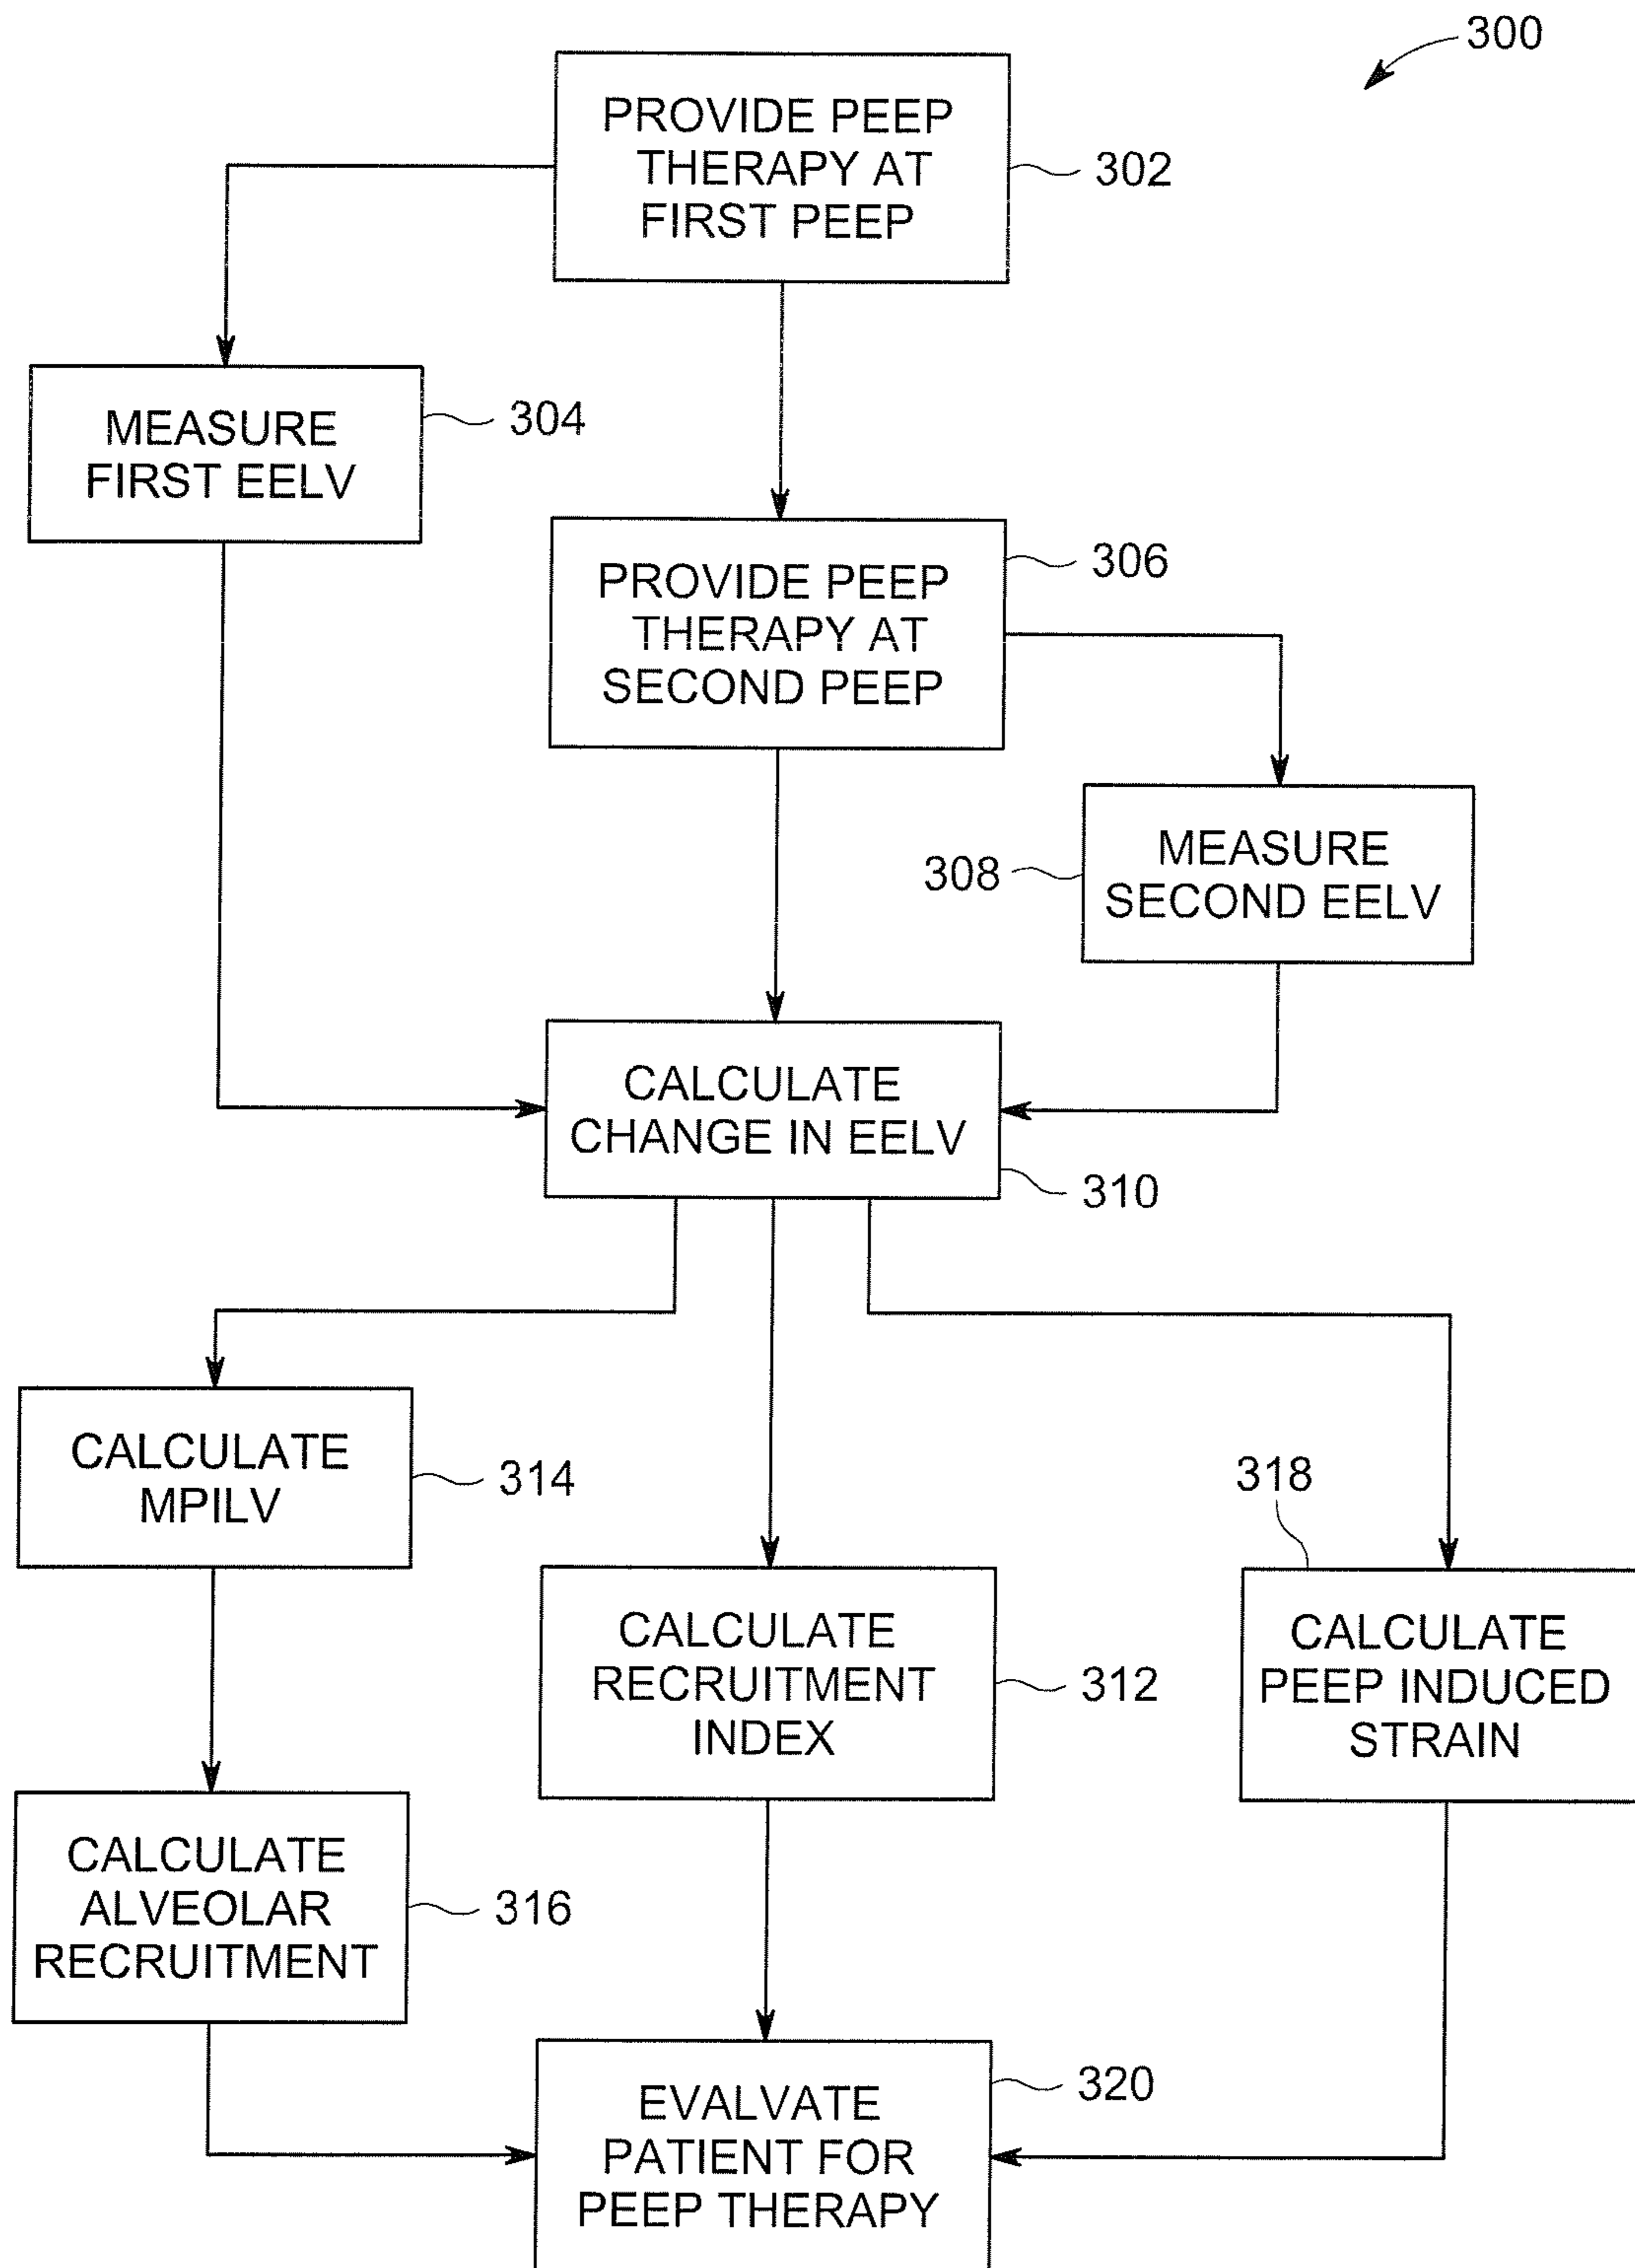 300
PROVIDE PEEP
THERAPY AT
FIRST PEEP
302
MEASURE
FIRST EELV
304
PROVIDE PEEP
THERAPY AT
SECOND PEEP
306
MEASURE
SECOND EELV
308
CALCULATE
CHANGE IN EELV
310
CALCULATE
MPILV
314
CALCULATE
RECRUITMENT
INDEX
312
318
CALCULATE
PEEP INDUCED
STRAIN
CALCULATE
ALVEOLAR
RECRUITMENT
316
EVALVATE
PATIENT FOR
PEEP THERAPY
320